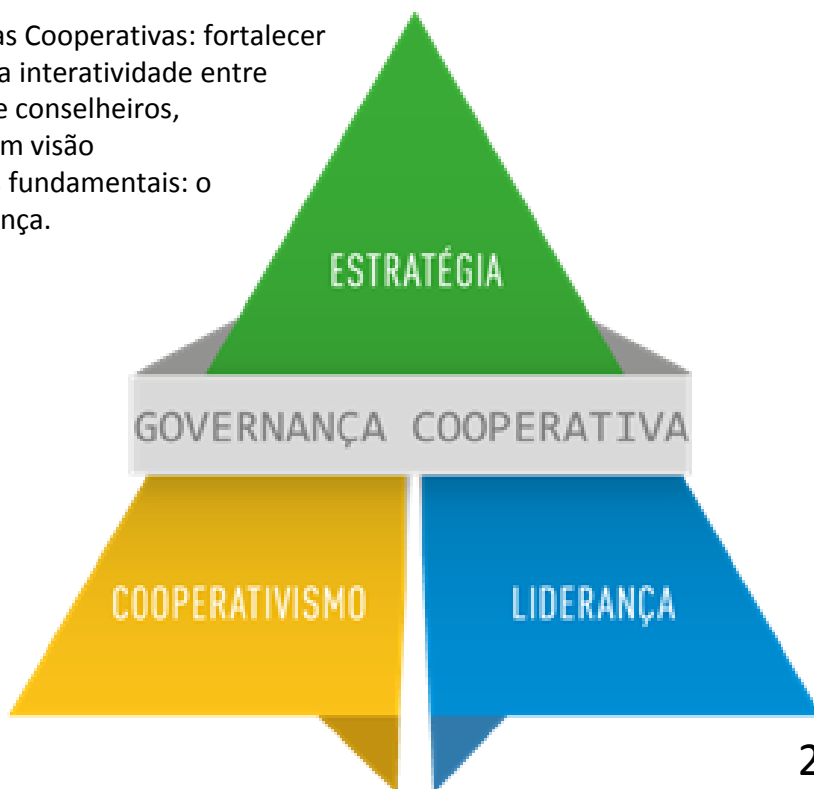 as Cooperativas: fortalecer
a interatividade entre
e conselheiros,
m visão
s fundamentais: o
nça.
ESTRATÉGIA
GOVERNANÇA COOPERATIVA
COOPERATIVISMO
LIDERANÇA
2